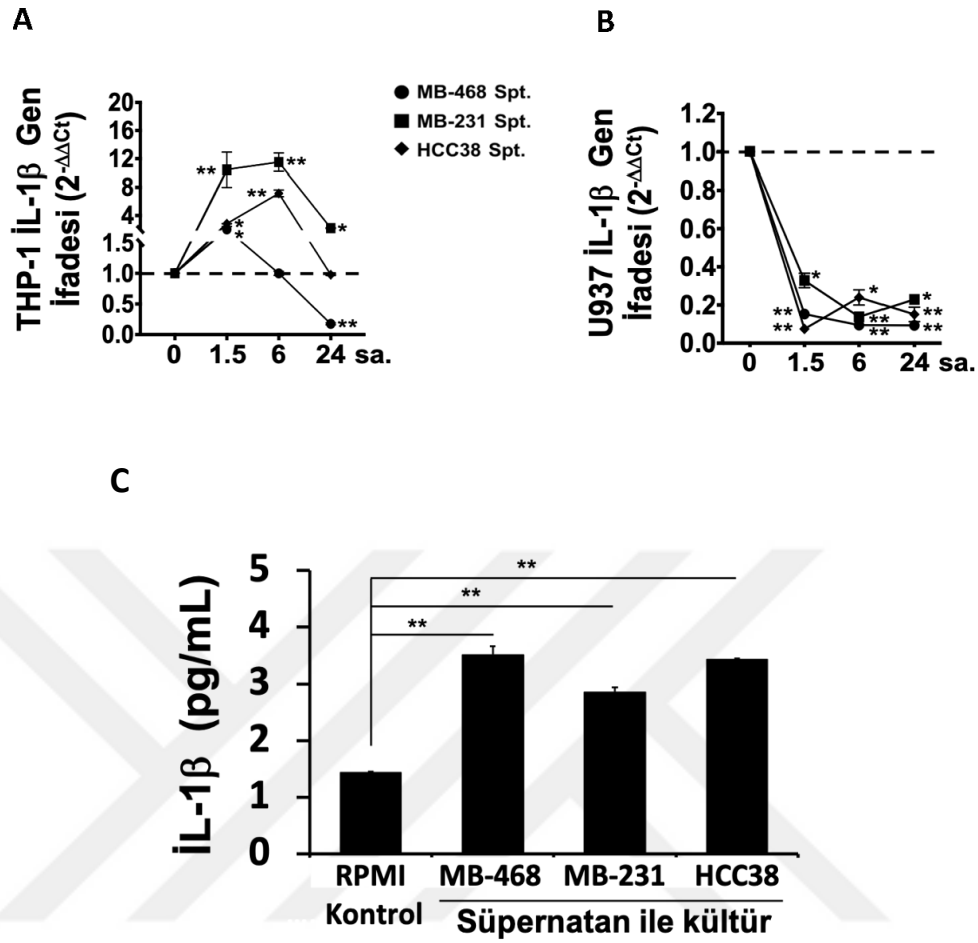 A
THP-1 İL-1β Gen
İfadesi (2-ΔΔCt)
20
16
12
8
4
1.5
1.0
0.5
0.0
** ** * ** * * **
0 1.5 6 24 sa.
MB-468 Spt.
MB-231 Spt.
HCC38 Spt.
B
U937 İL-1β Gen
İfadesi (2-ΔΔCt)
1.2
1.0
0.8
0.6
0.4
0.2
0.0
* * * ** ** ** ** ** **
0 1.5 6 24 sa.
C
İL-1β (pg/mL)
5
4
3
2
1
0
**
**
**
RPMI MB-468 MB-231 HCC38
Kontrol Süpernatan ile kültür